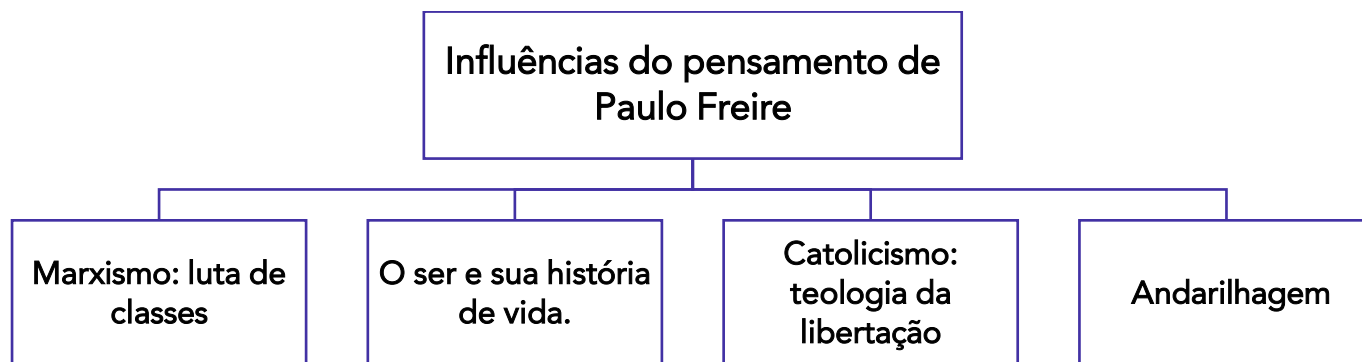 Influências do pensamento de
Paulo Freire
Marxismo: luta de
classes
O ser e sua história
de vida.
Catolicismo:
teologia da
libertação
Andarilhagem